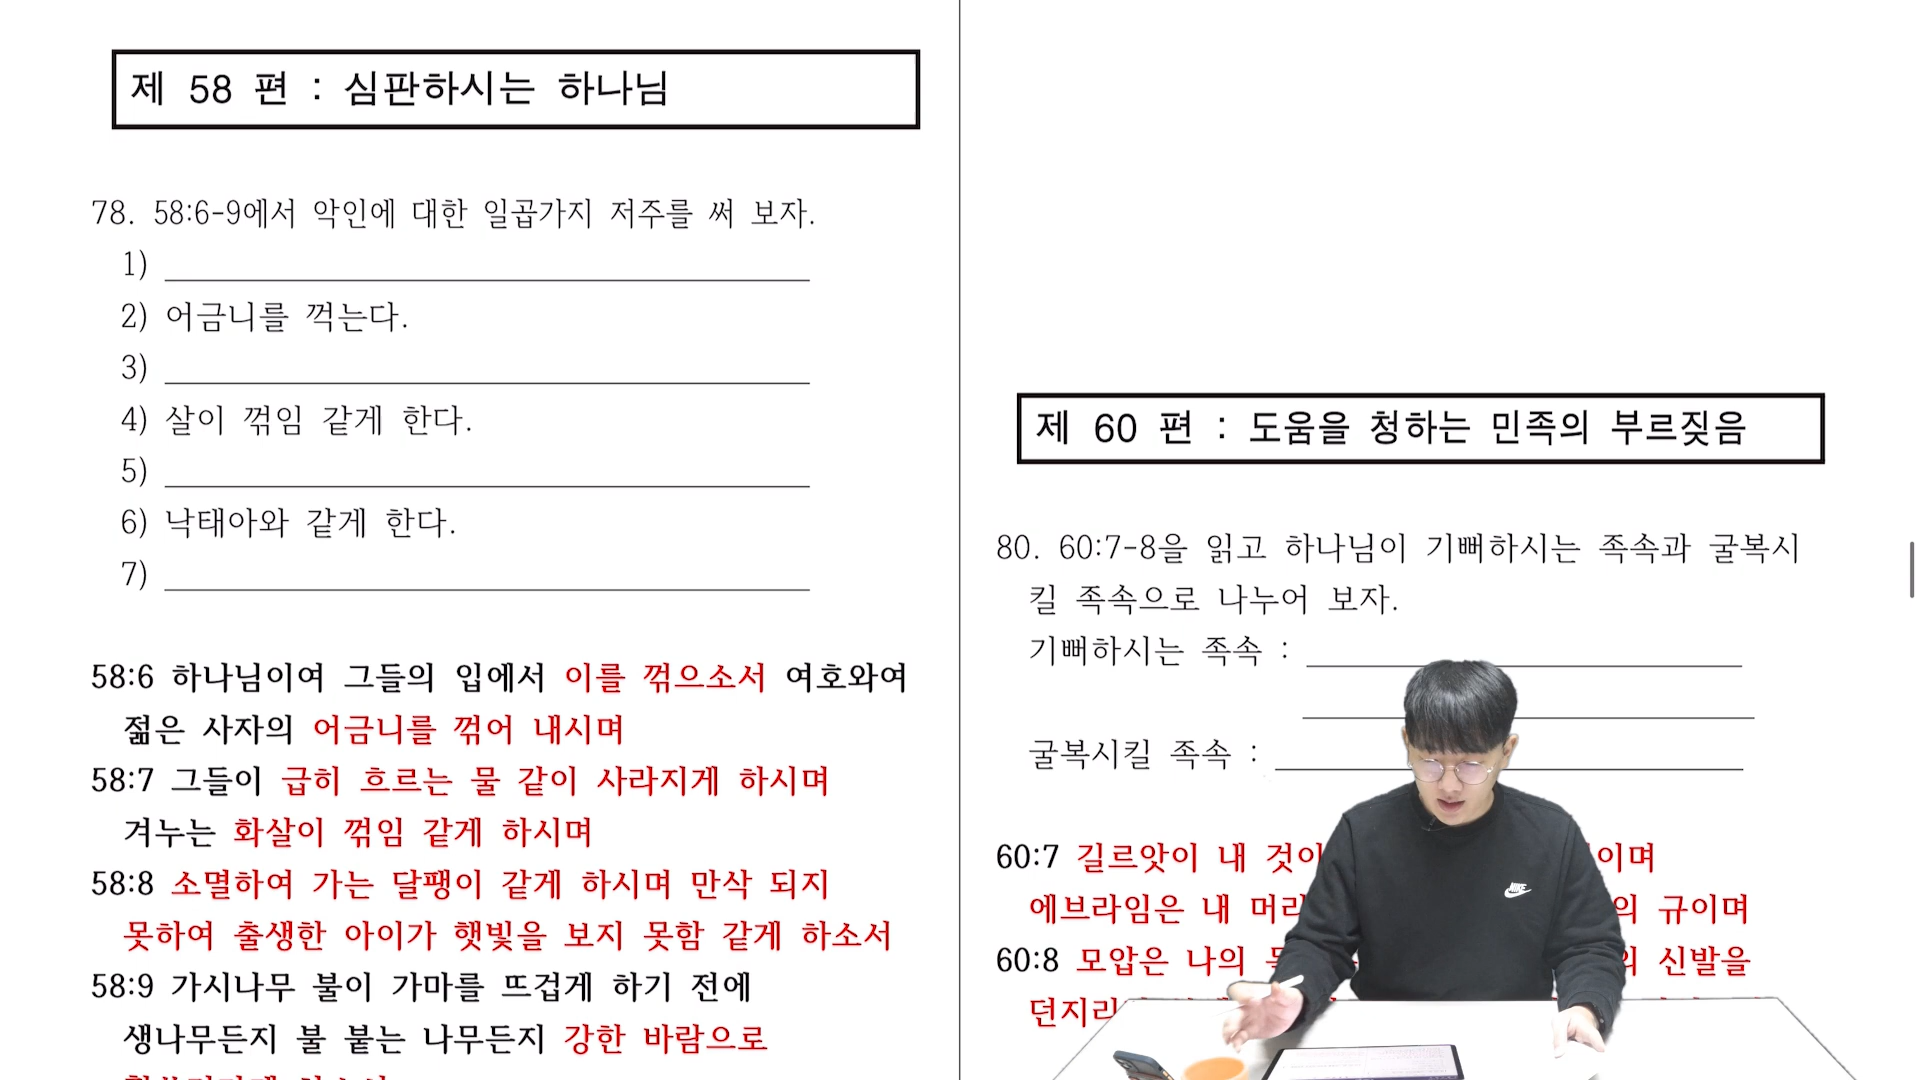 제 58 편 : 심판하시는 하나님
78. 58:6-9에서 악인에 대한 일곱가지 저주를 써 보자.
1)
2) 어금니를 꺽는다.
3)
4) 살이 꺾임 같게 한다.
5)
6) 낙태아와 같게 한다.
7)
58:6 하나님이여 그들의 입에서 이를 꺾으소서 여호와여
젊은 사자의 어금니를 꺾어 내시며
58:7 그들이 급히 흐르는 물 같이 사라지게 하시며
겨누는 화살이 꺾임 같게 하시며
58:8 소멸하여 가는 달팽이 같게 하시며 만삭 되지
못하여 출생한 아이가 햇빛을 보지 못함 같게 하소서
58:9 가시나무 불이 가마를 뜨겁게 하기 전에
생나무든지 불 붙는 나무든지 강한 바람으로
제 60 편 : 도움을 청하는 민족의 부르짖음
80. 60:7-8을 읽고 하나님이 기뻐하시는 족속과 굴복시
킬 족속으로 나누어 보자.
기뻐하시는 족속 :
굴복시킬 족속 :
60:7 길르앗이 내 이며
에브라임은 내 규이며
60:8 모압은 나의 신발을
던지리
NIKE